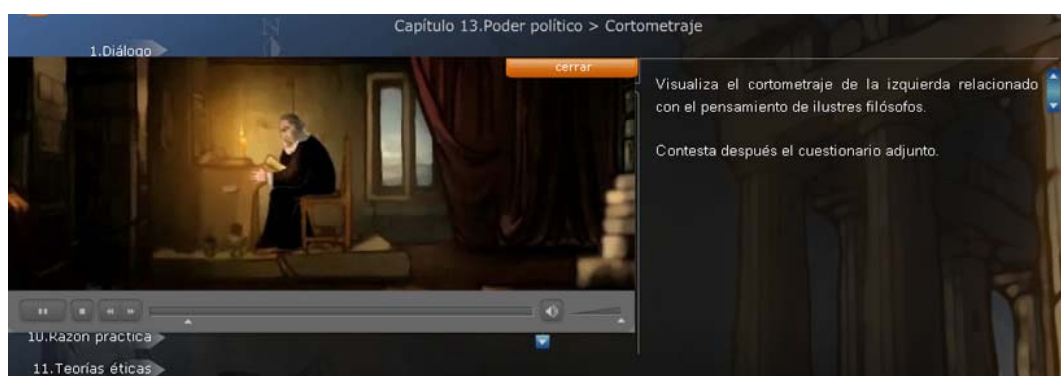 Capítulo 13.Poder político > Cortometraje
1.Diálogo
cerrar
Visualiza el cortometraje de la izquierda relacionado
con el pensamiento de ilustres filósofos.
Contesta después el cuestionario adjunto.
10.Razón práctica
11.Teorías éticas